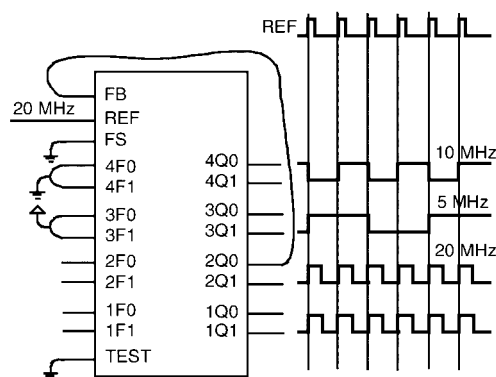 REF
FB
20 MHz
REF
FS
4F0
4Q0
10 MHz
4F1
4Q1
3F0
3Q0
5 MHz
3F1
3Q1
2F0
2Q0
20 MHz
2F1
2Q1
1F0
1Q0
1F1
1Q1
TEST